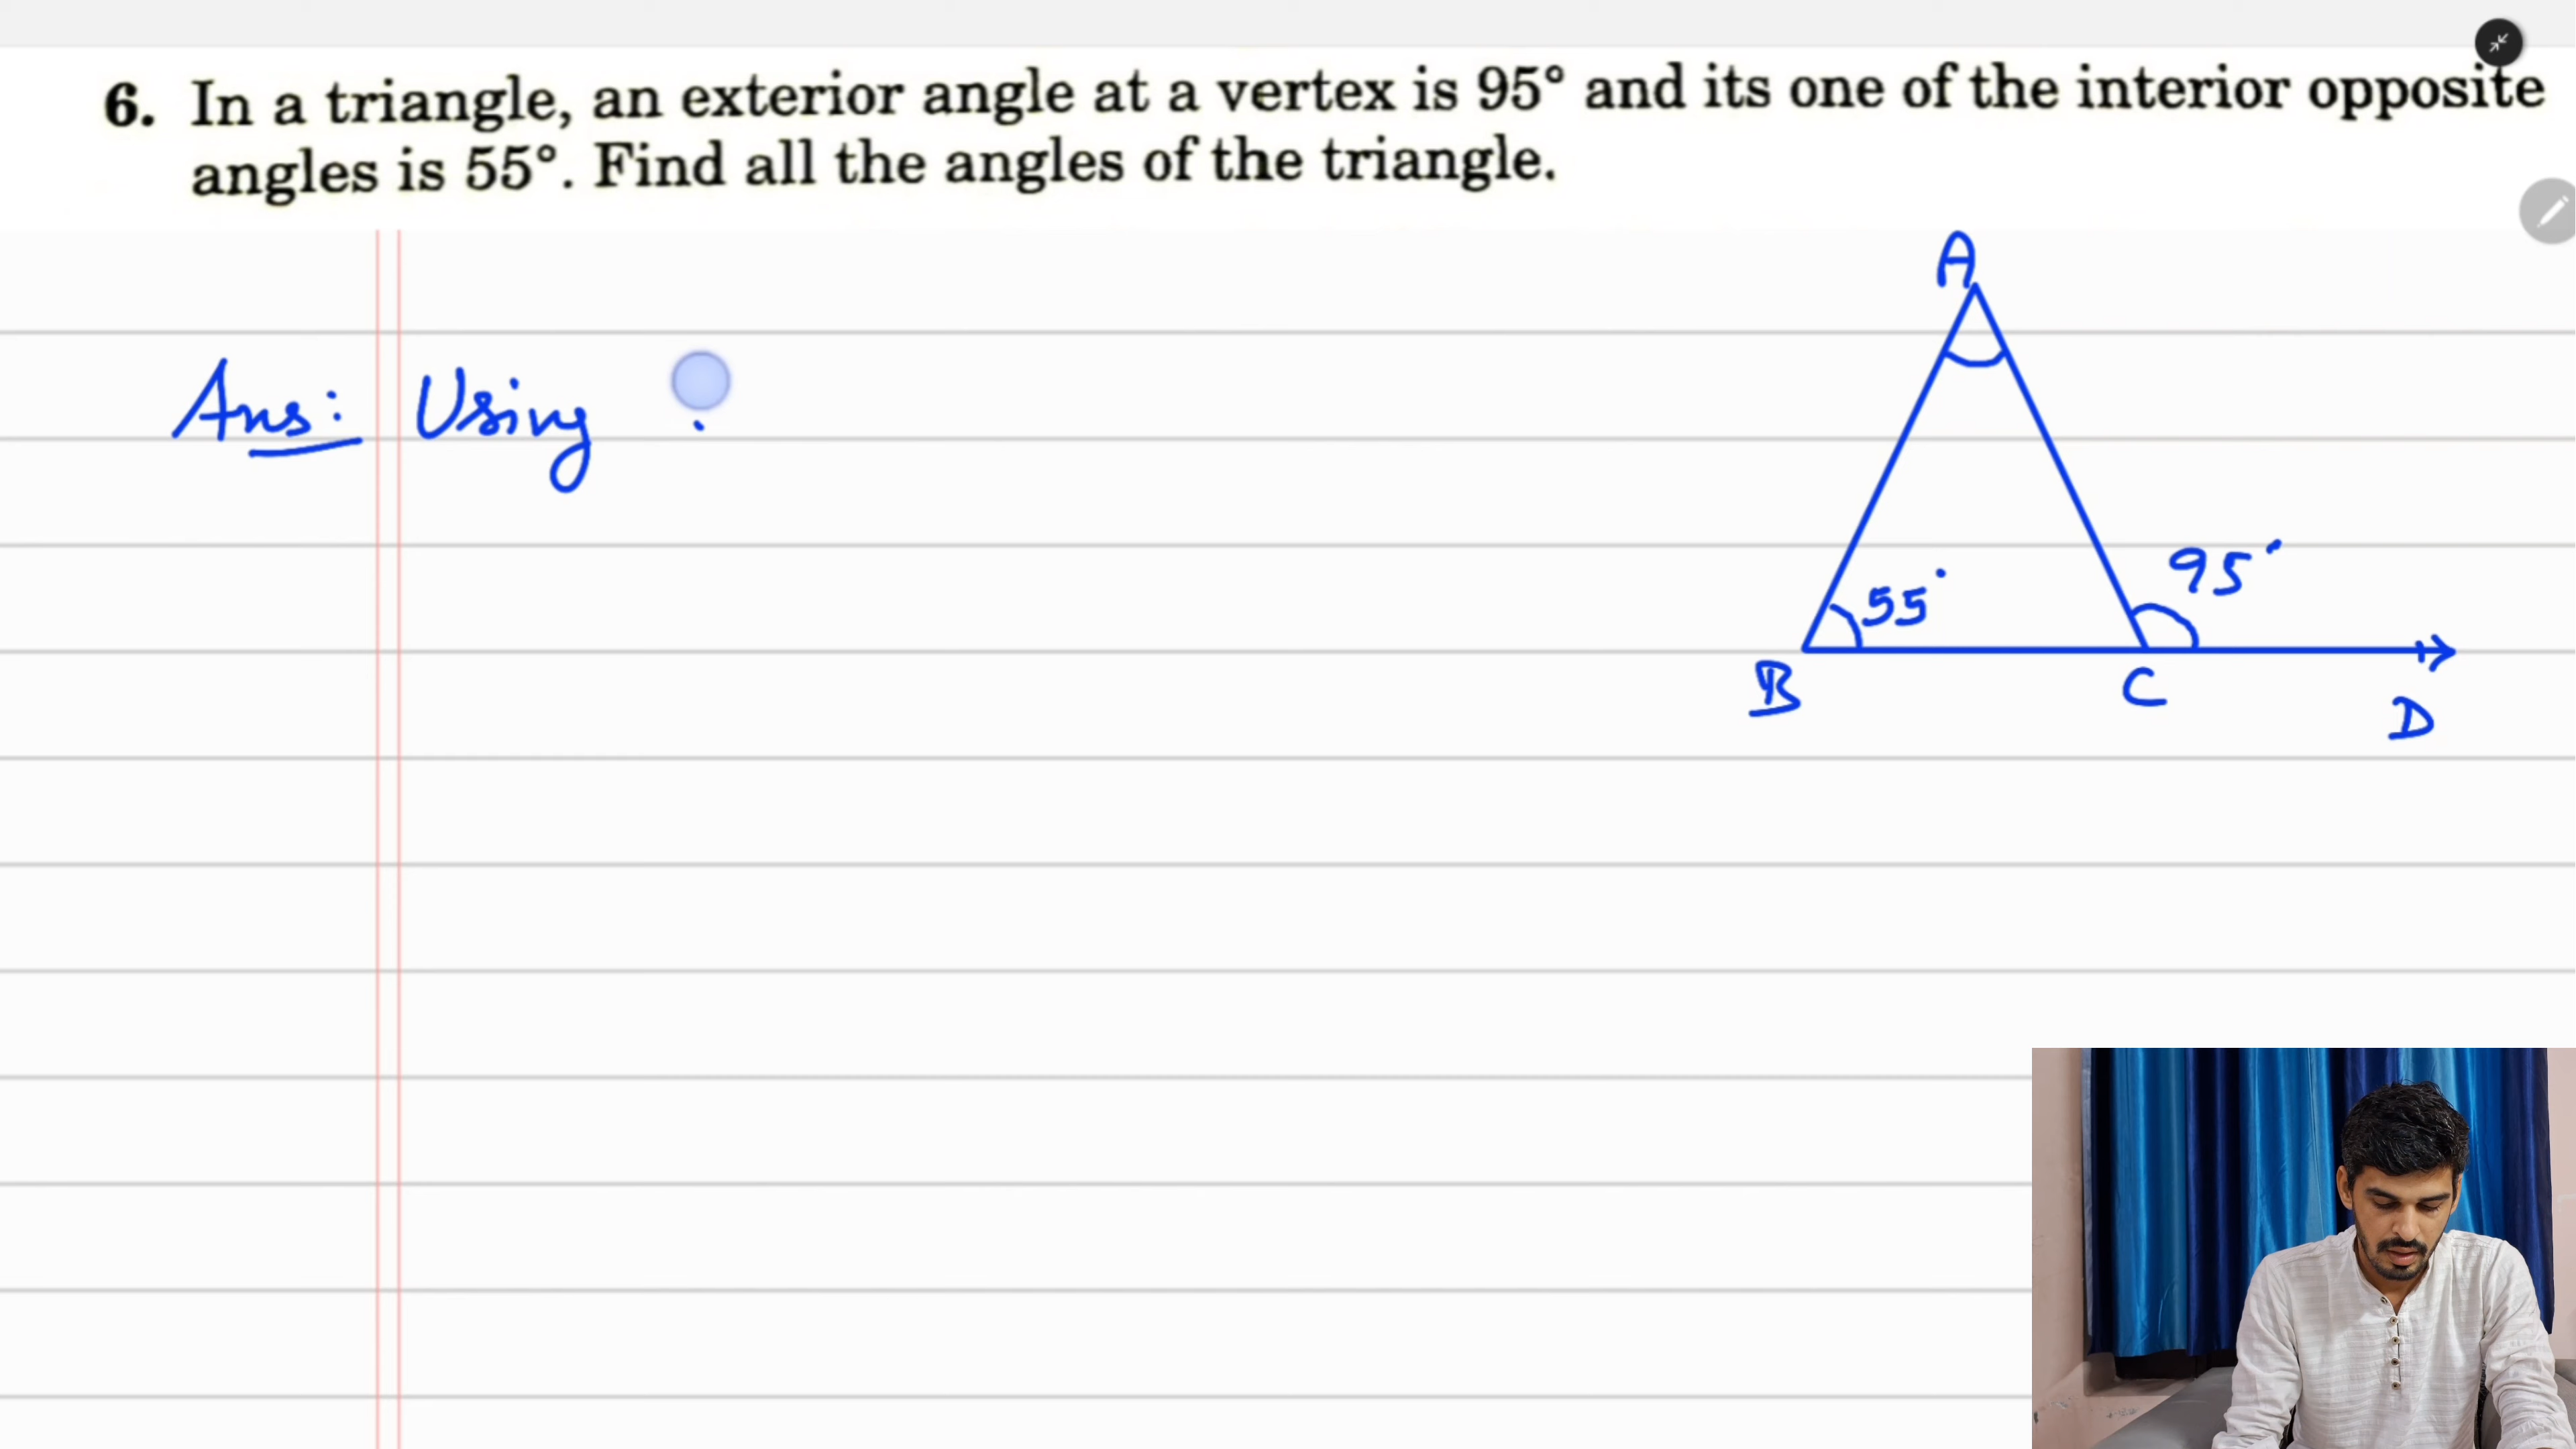 6. In a triangle, an exterior angle at a vertex is 95° and its one of the interior opposite
angles is 55°. Find all the angles of the triangle.
A
Ans: Using
55°
95°
B
C
D